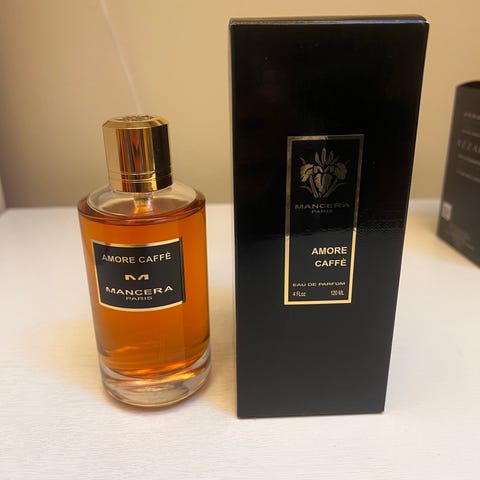 AMORE CAFFÈ
M
MANCERA
PARIS
MANCERA
PARIS
AMORE
CAFFÈ
EAU DE PARFUM
4 Fl.oz 120 ML